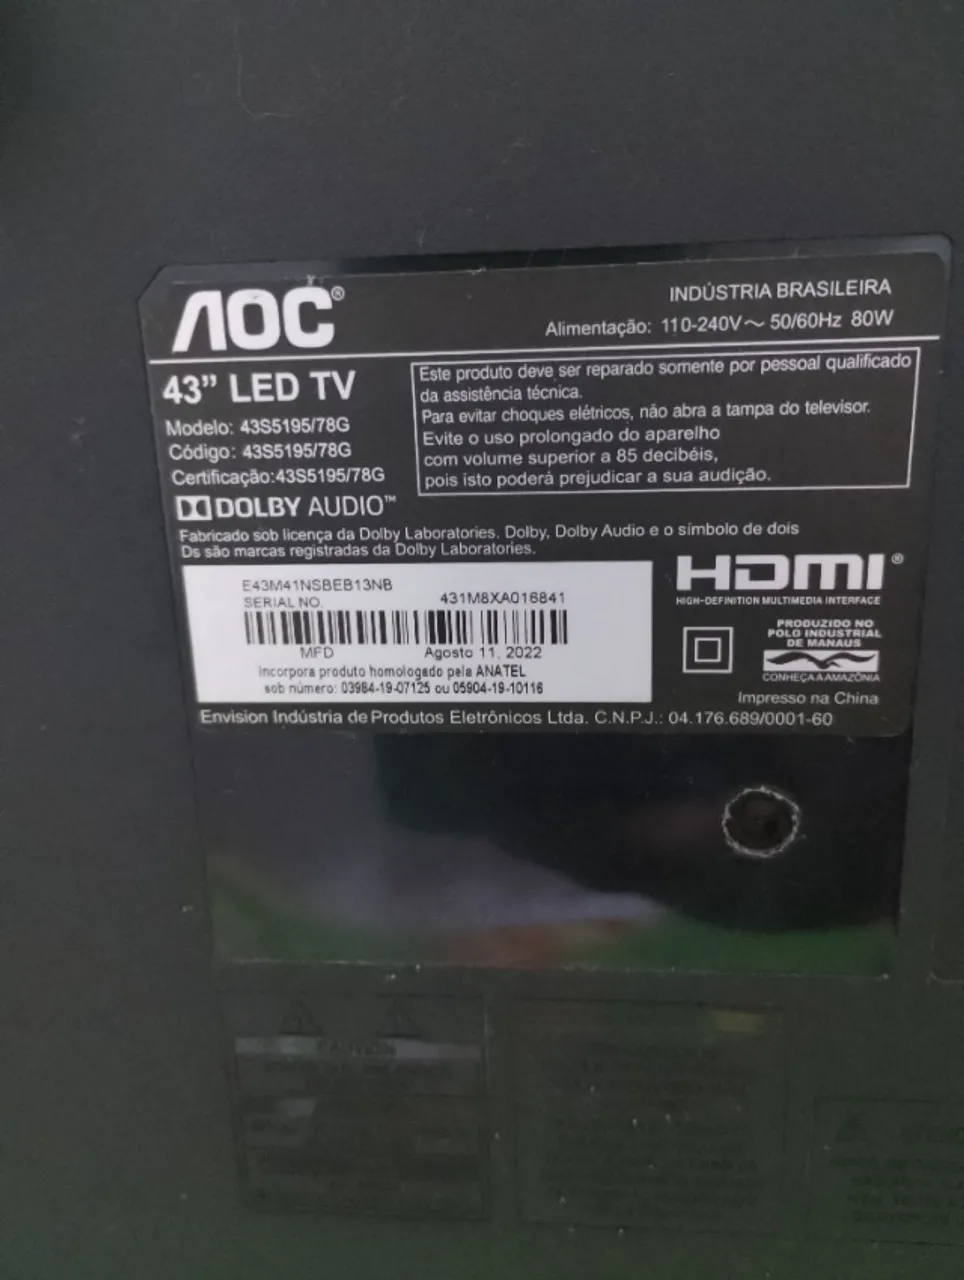 AOC®
INDÚSTRIA BRASILEIRA
Alimentação: 110-240V～ 50/60Hz 80W
43” LED TV
Modelo: 43S5195/78G
Código: 43S5195/78G
Certificação:43S5195/78G
Este produto deve ser reparado somente por pessoal qualificado
da assistência técnica.
Para evitar choques elétricos, não abra a tampa do televisor.
Evite o uso prolongado do aparelho
com volume superior a 85 decibéis,
pois isto poderá prejudicar a sua audição.
DOLBY AUDIO™
Fabricado sob licença da Dolby Laboratories. Dolby, Dolby Audio e o símbolo de dois
Ds são marcas registradas da Dolby Laboratories.
E43M41NSBEB13NB
SERIAL NO.
431M8XA016841
MFD
Agosto 11, 2022
Incorpora produto homologado pela ANATEL
sob número: 03984-19-07125 ou 05904-19-10116
HDMI®
HIGH-DEFINITION MULTIMEDIA INTERFACE
PRODUZIDO NO
POLO INDUSTRIAL
DE MANAUS
CONHEÇA A AMAZÔNIA
Impresso na China
Envision Indústria de Produtos Eletrônicos Ltda. C.N.P.J.: 04.176.689/0001-60
CAUTION